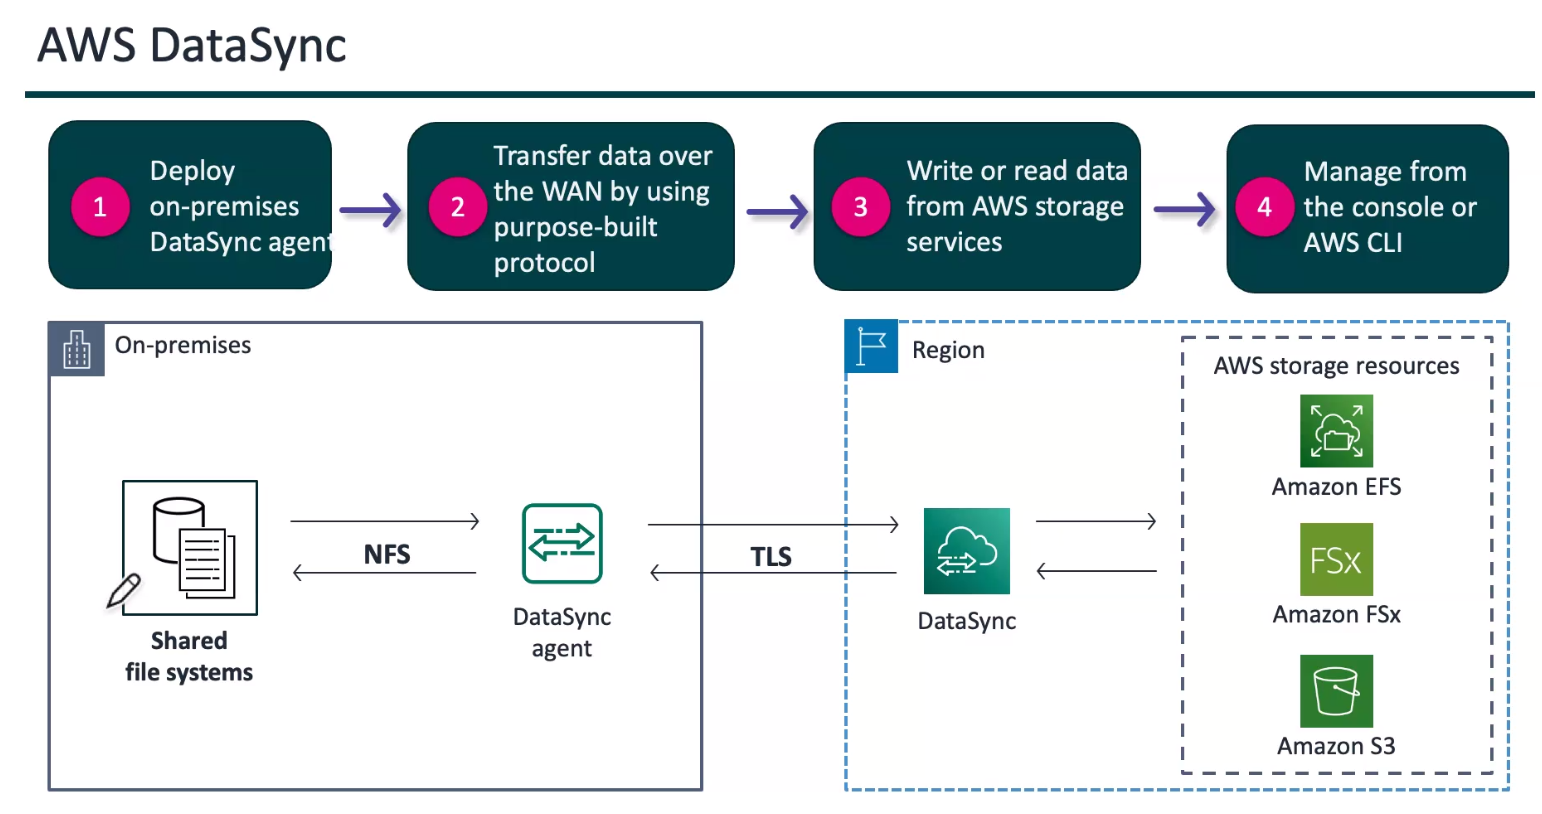 AWS DataSync
1
Deploy
on-premises
DataSync agent
2
Transfer data over
the WAN by using
purpose-built
protocol
3
Write or read data
from AWS storage
services
4
Manage from
the console or
AWS CLI
On-premises
Shared
file systems
NFS
DataSync
agent
TLS
Region
DataSync
AWS storage resources
Amazon EFS
FSx
Amazon FSx
Amazon S3